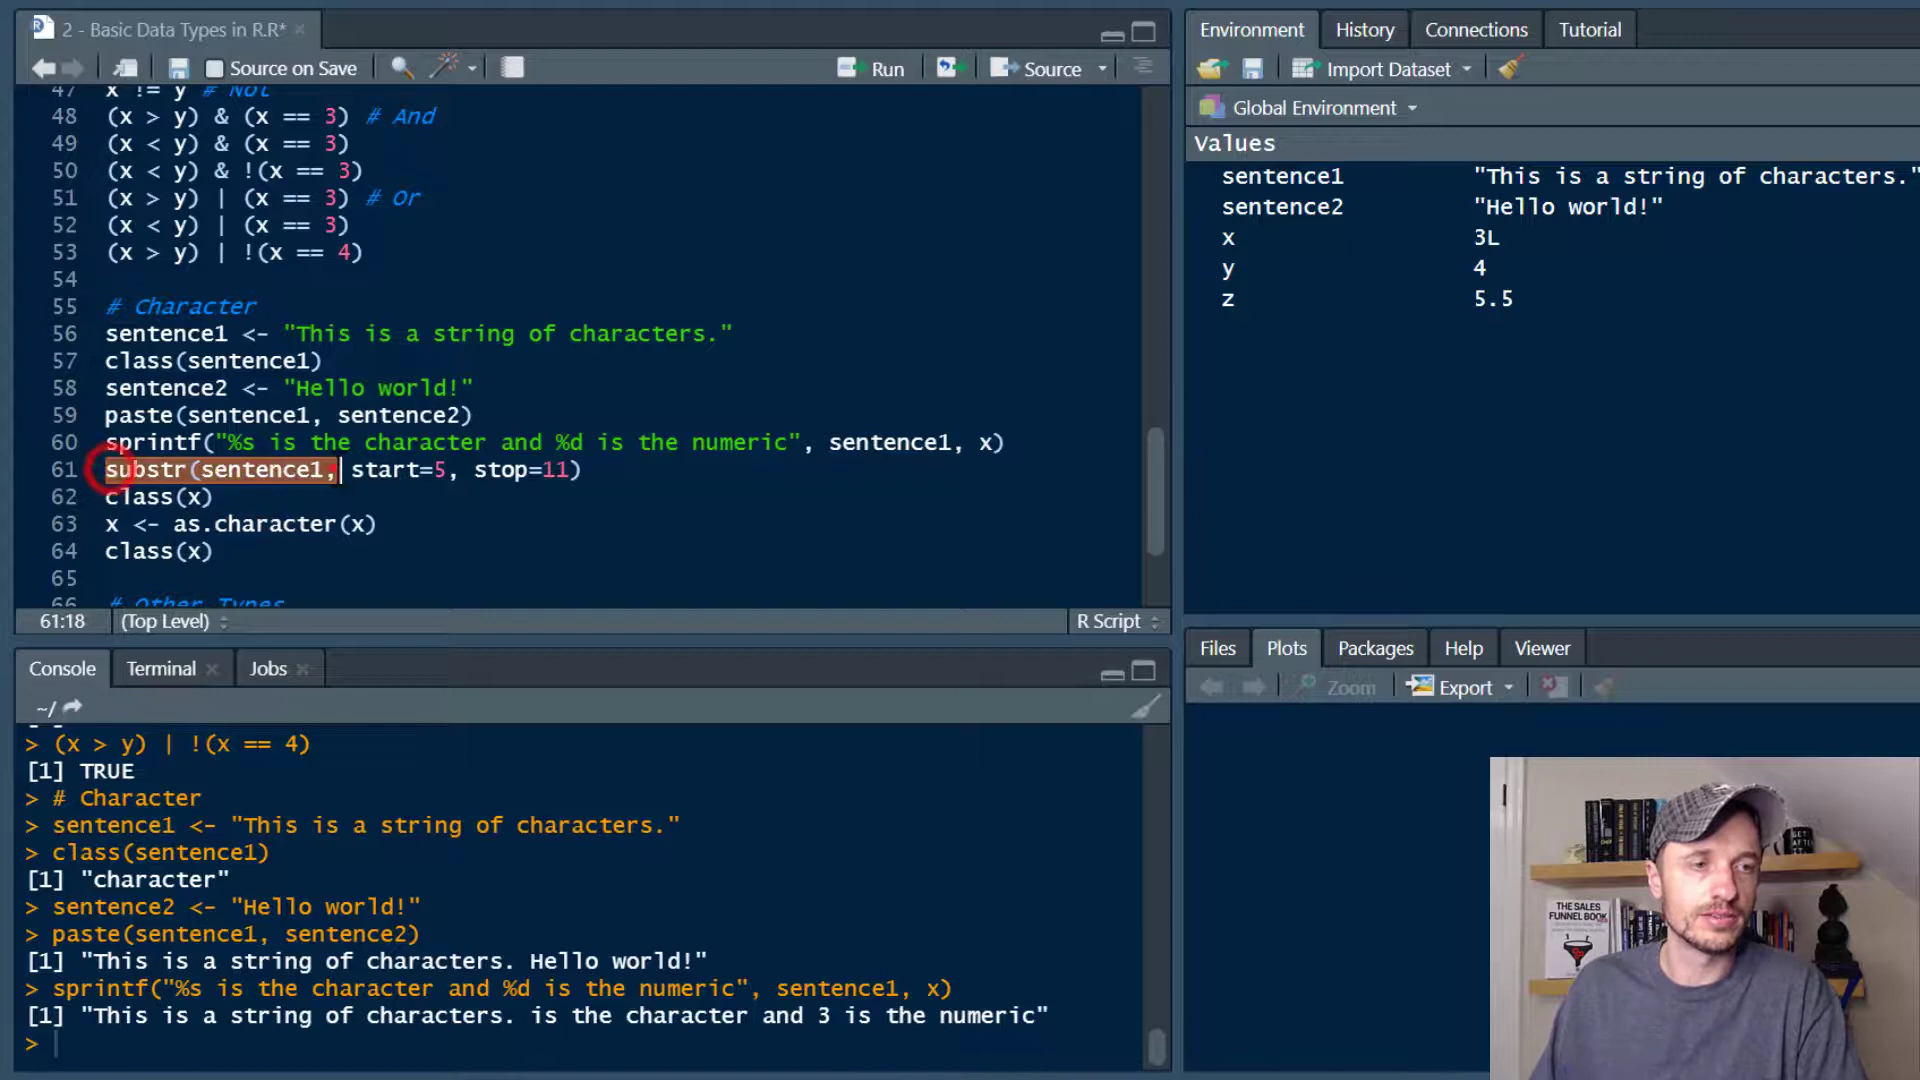 2 - Basic Data Types in R.R*
Source on Save
Run
Source
47 x != y # Not
48 (x > y) & (x == 3) # And
49 (x < y) & (x == 3)
50 (x < y) & !(x == 3)
51 (x > y) | (x == 3) # Or
52 (x < y) | (x == 3)
53 (x > y) | !(x == 4)
54
55 # Character
56 sentence1 <- "This is a string of characters."
57 class(sentence1)
58 sentence2 <- "Hello world!"
59 paste(sentence1, sentence2)
60 sprintf("%s is the character and %d is the numeric", sentence1, x)
61 substr(sentence1, start=5, stop=11)
62 class(x)
63 x <- as.character(x)
64 class(x)
65
66 # Other Types
61:18 (Top Level) R Script
Console Terminal Jobs
~/
> (x > y) | !(x == 4)
[1] TRUE
> # Character
> sentence1 <- "This is a string of characters."
> class(sentence1)
[1] "character"
> sentence2 <- "Hello world!"
> paste(sentence1, sentence2)
[1] "This is a string of characters. Hello world!"
> sprintf("%s is the character and %d is the numeric", sentence1, x)
[1] "This is a string of characters. is the character and 3 is the numeric"
>
Environment History Connections Tutorial
Import Dataset
Global Environment
Values
sentence1 "This is a string of characters."
sentence2 "Hello world!"
x 3L
y 4
z 5.5
Files Plots Packages Help Viewer
Zoom Export
GET
AFTER
THE SALES
FUNNEL BOOK